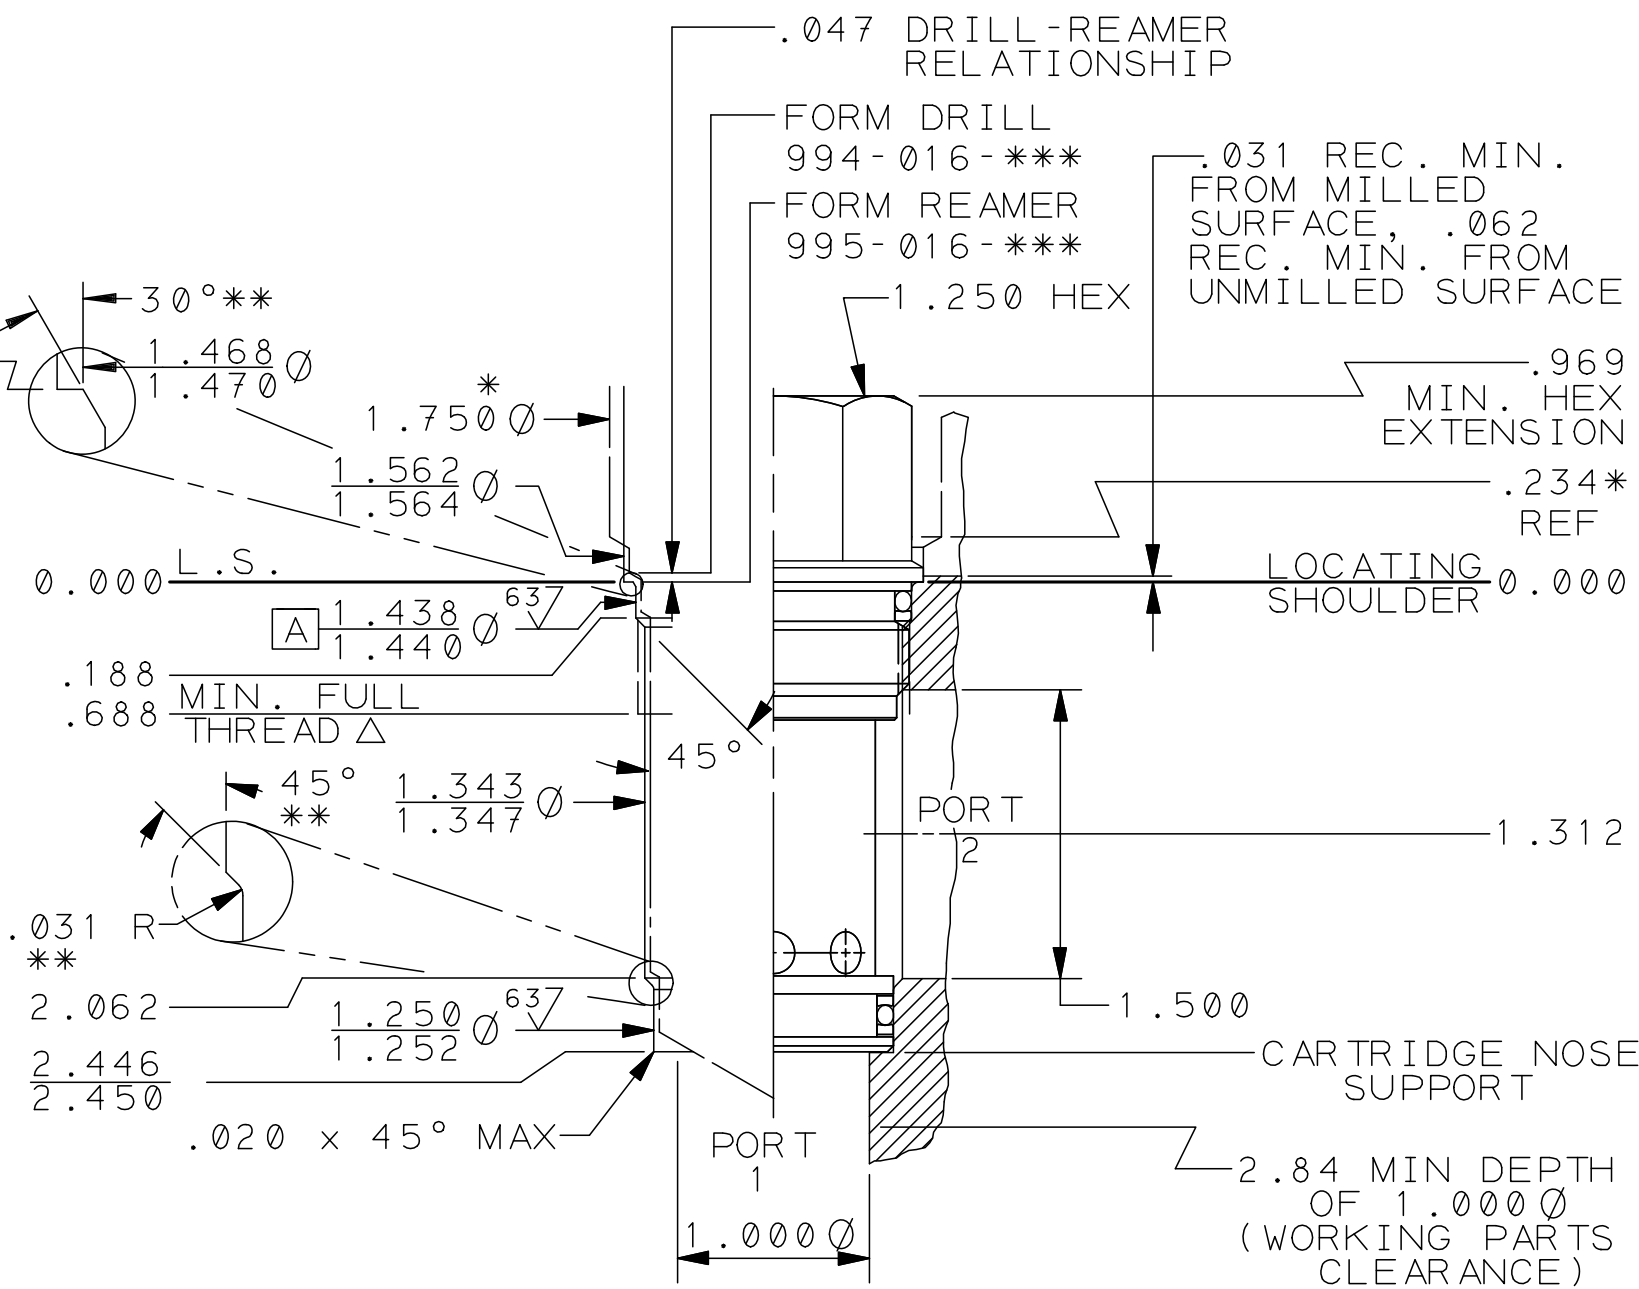 .047 DRILL-REAMER
RELATIONSHIP
FORM DRILL
994-016-***
FORM REAMER
995-016-***
1.250 HEX
.031 REC. MIN.
FROM MILLED
SURFACE, .062
REC. MIN. FROM
UNMILLED SURFACE
30°**
1.468
1.470
Ø
*
1.750Ø
1.562
1.564
Ø
.969
MIN. HEX
EXTENSION
.234*
REF
0.000
L.S.
LOCATING
SHOULDER
0.000
A
1.438
1.440
Ø
63
.188
.688
MIN. FULL
THREAD △
45°
45°
**
1.343
1.347
Ø
PORT
2
1.312
.031 R
**
2.062
1.250
1.252
Ø
63
1.500
2.446
2.450
.020 x 45° MAX
CARTRIDGE NOSE
SUPPORT
PORT
1
1.000Ø
2.84 MIN DEPTH
OF 1.000Ø
(WORKING PARTS
CLEARANCE)